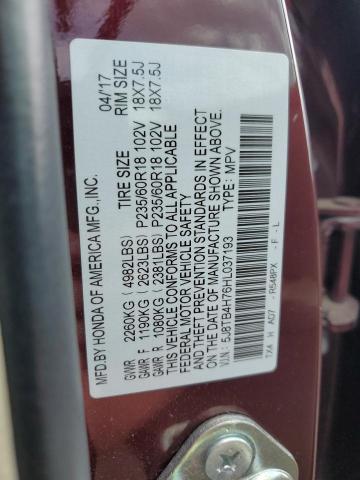 MFD.BY HONDA OF AMERICA MFG.,INC. 04/17
TIRE SIZE RIM SIZE
GVWR 2260KG ( 4982LBS)
GAWR F 1190KG (2623LBS) P235/60R18 102V 18X7.5J
GAWR R 1080KG (2381LBS) P235/60R18 102V 18X7.5J
THIS VEHICLE CONFORMS TO ALL APPLICABLE
FEDERAL MOTOR VEHICLE SAFETY
AND THEFT PREVENTION STANDARDS IN EFFECT
ON THE DATE OF MANUFACTURE SHOWN ABOVE.
V.I.N.: 5J8TB4H76HL037193 TYPE: MPV
TX4 H A07 - R548PX - F - L